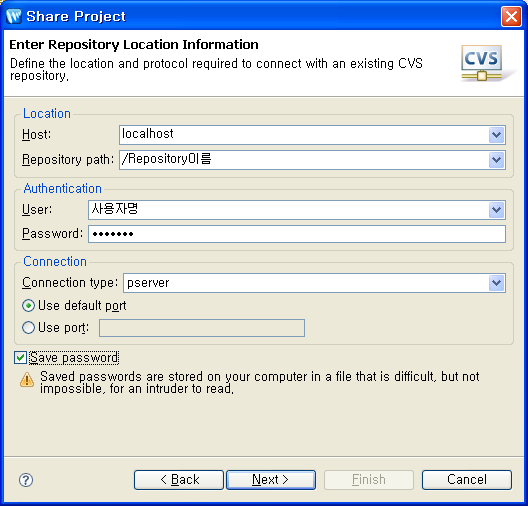 Share Project
Enter Repository Location Information
Define the location and protocol required to connect with an existing CVS
repository.
CVS
Location
Host: localhost
Repository path: /Repository이름
Authentication
User: 사용자명
Password: •••••••
Connection
Connection type: pserver
Use default port
Use port:
Save password
Saved passwords are stored on your computer in a file that is difficult, but not
impossible, for an intruder to read.
? < Back Next > Finish Cancel